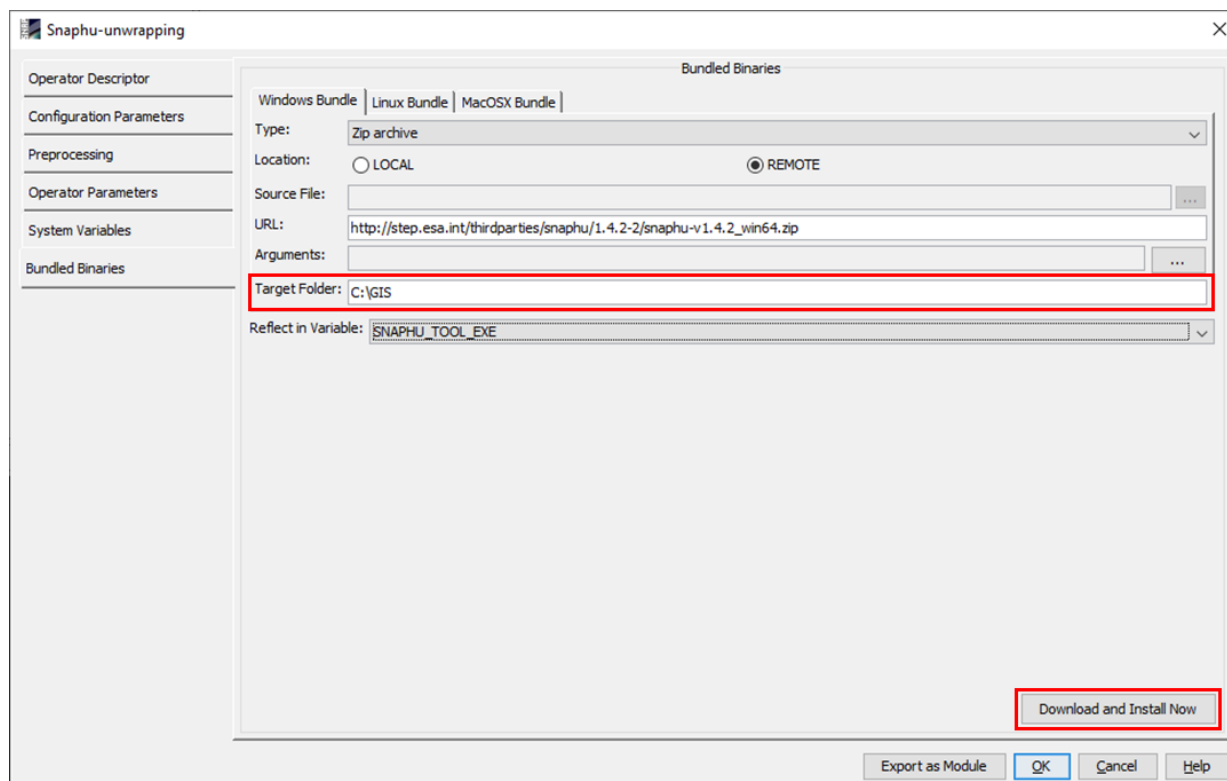 Snaphu-unwrapping
Operator Descriptor
Configuration Parameters
Preprocessing
Operator Parameters
System Variables
Bundled Binaries
Bundled Binaries
Windows Bundle Linux Bundle MacOSX Bundle
Type: Zip archive
Location: LOCAL REMOTE
Source File: ...
URL: http://step.esa.int/thirdparties/snaphu/1.4.2-2/snaphu-v1.4.2_win64.zip
Arguments: ...
Target Folder: C:\GIS
Reflect in Variable: SNAPHU_TOOL_EXE
Download and Install Now
Export as Module OK Cancel Help